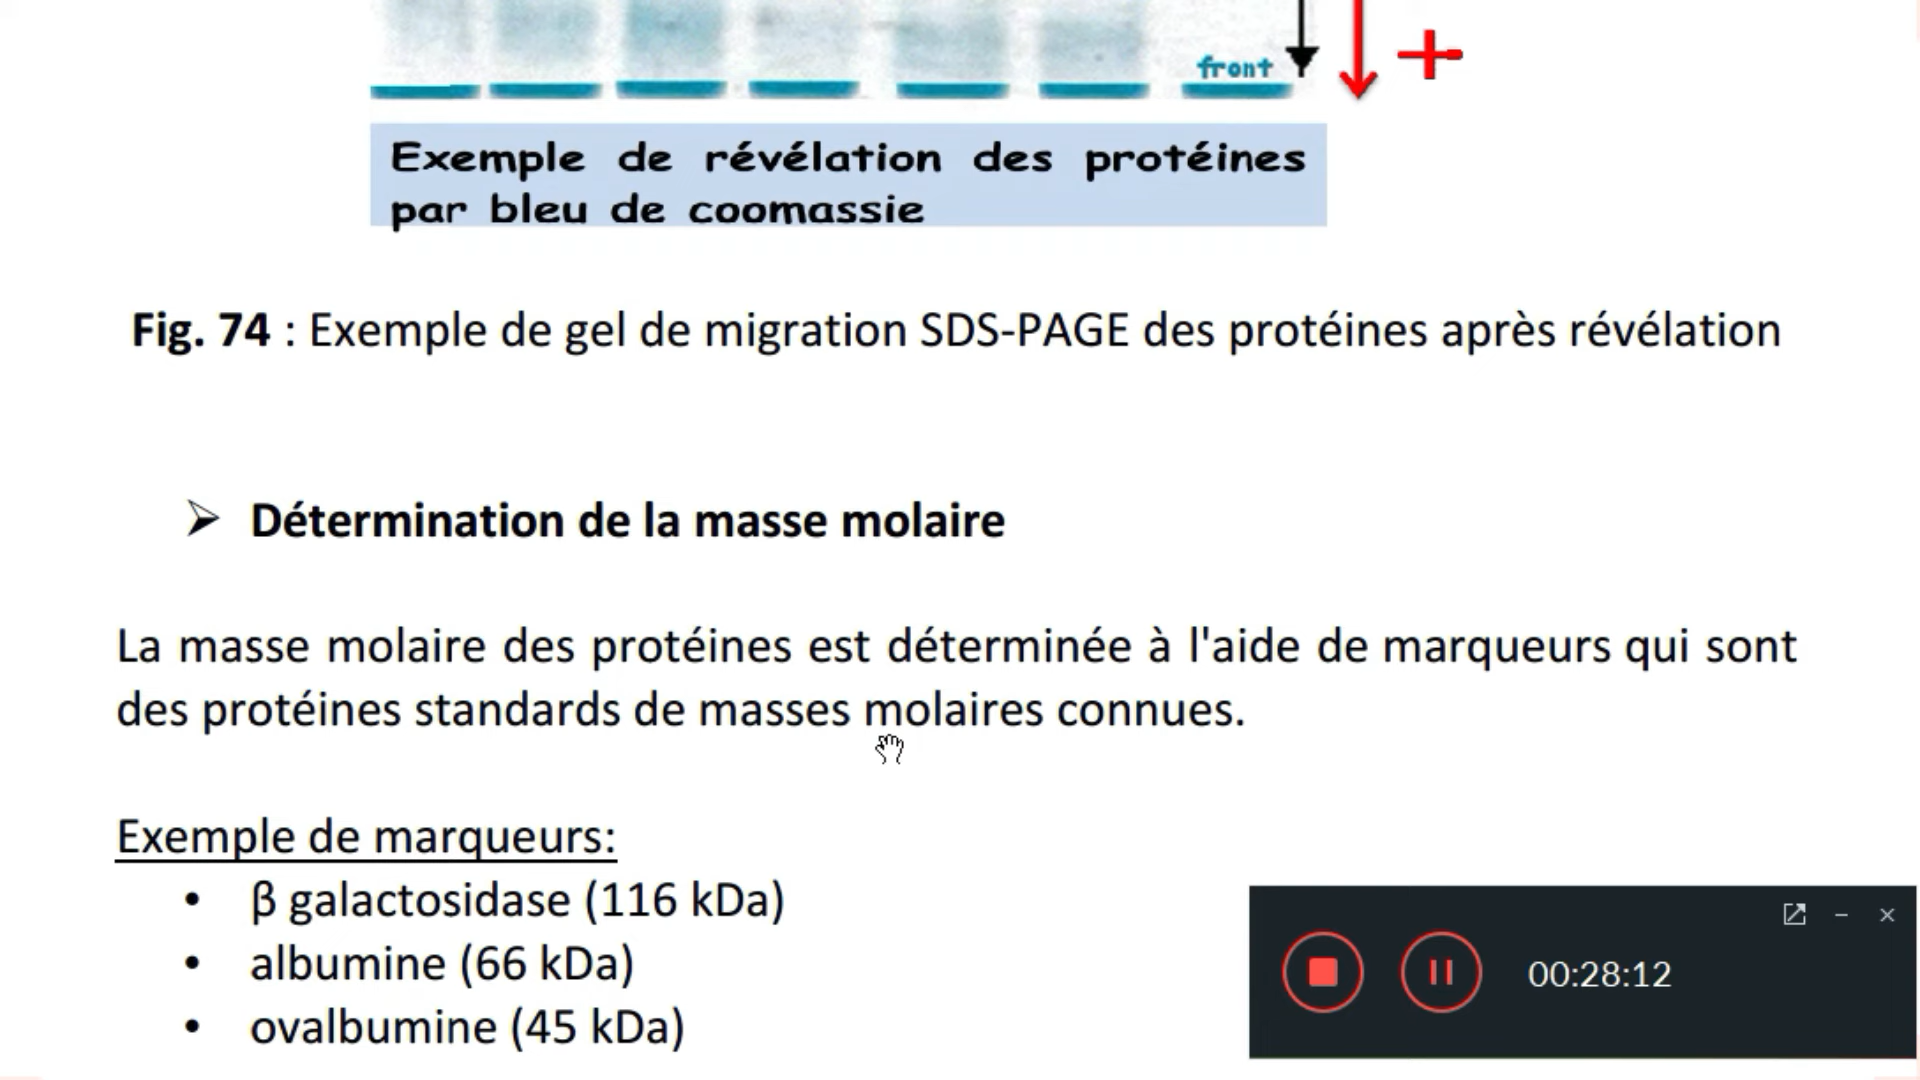 front
+
Exemple de révélation des protéines
par bleu de coomassie
Fig. 74 : Exemple de gel de migration SDS-PAGE des protéines après révélation
➢ Détermination de la masse molaire
La masse molaire des protéines est déterminée à l'aide de marqueurs qui sont
des protéines standards de masses molaires connues.
Exemple de marqueurs:
• β galactosidase (116 kDa)
• albumine (66 kDa)
• ovalbumine (45 kDa)
00:28:12